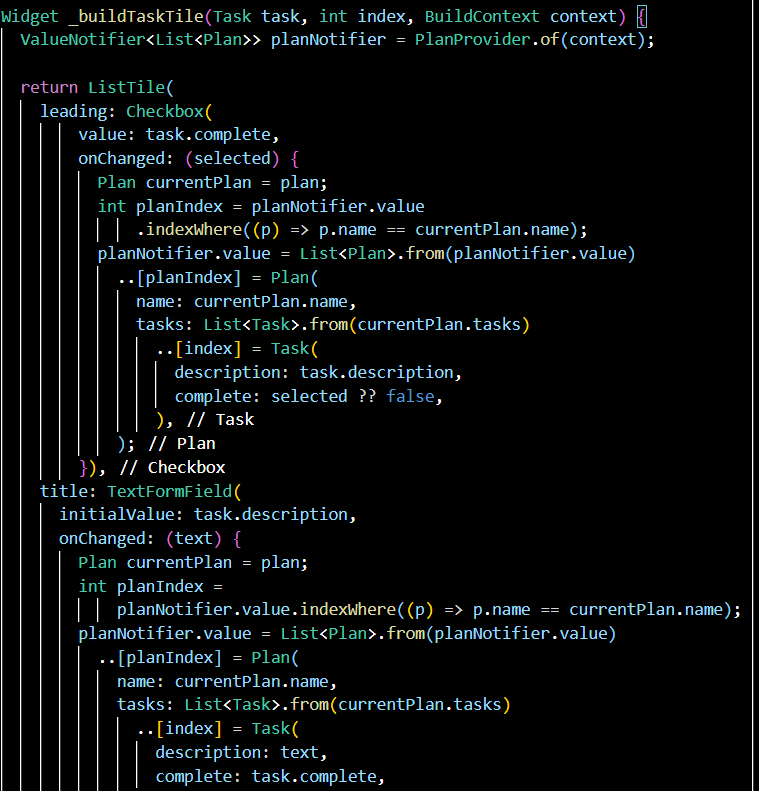 Widget _buildTaskTile(Task task, int index, BuildContext context) {
  ValueNotifier<List<Plan>> planNotifier = PlanProvider.of(context);

  return ListTile(
    leading: Checkbox(
        value: task.complete,
        onChanged: (selected) {
          Plan currentPlan = plan;
          int planIndex = planNotifier.value
              .indexWhere((p) => p.name == currentPlan.name);
          planNotifier.value = List<Plan>.from(planNotifier.value)
            ..[planIndex] = Plan(
              name: currentPlan.name,
              tasks: List<Task>.from(currentPlan.tasks)
                ..[index] = Task(
                  description: task.description,
                  complete: selected ?? false,
                ), // Task
            ); // Plan
        }), // Checkbox
    title: TextFormField(
      initialValue: task.description,
      onChanged: (text) {
        Plan currentPlan = plan;
        int planIndex =
            planNotifier.value.indexWhere((p) => p.name == currentPlan.name);
        planNotifier.value = List<Plan>.from(planNotifier.value)
          ..[planIndex] = Plan(
            name: currentPlan.name,
            tasks: List<Task>.from(currentPlan.tasks)
              ..[index] = Task(
                description: text,
                complete: task.complete,